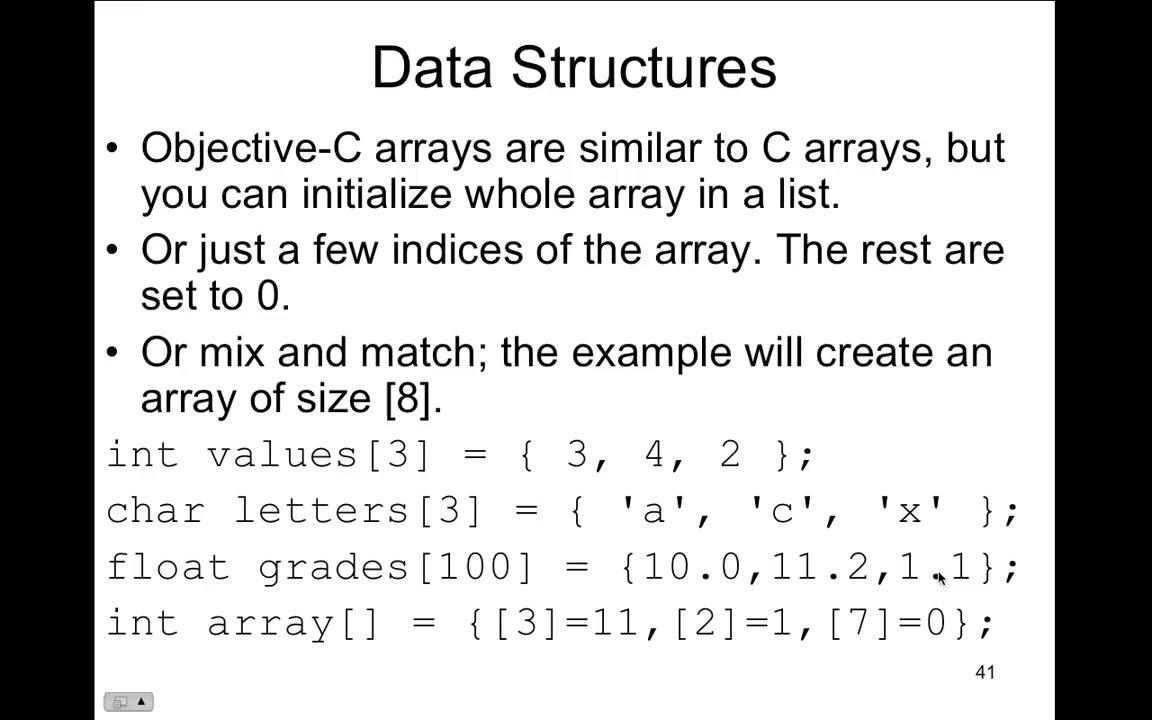 Data Structures
• Objective-C arrays are similar to C arrays, but
you can initialize whole array in a list.
• Or just a few indices of the array. The rest are
set to 0.
• Or mix and match; the example will create an
array of size [8].
int values[3] = { 3, 4, 2 };
char letters[3] = { 'a', 'c', 'x' };
float grades[100] = {10.0,11.2,1.1};
int array[] = {[3]=11,[2]=1,[7]=0};
41